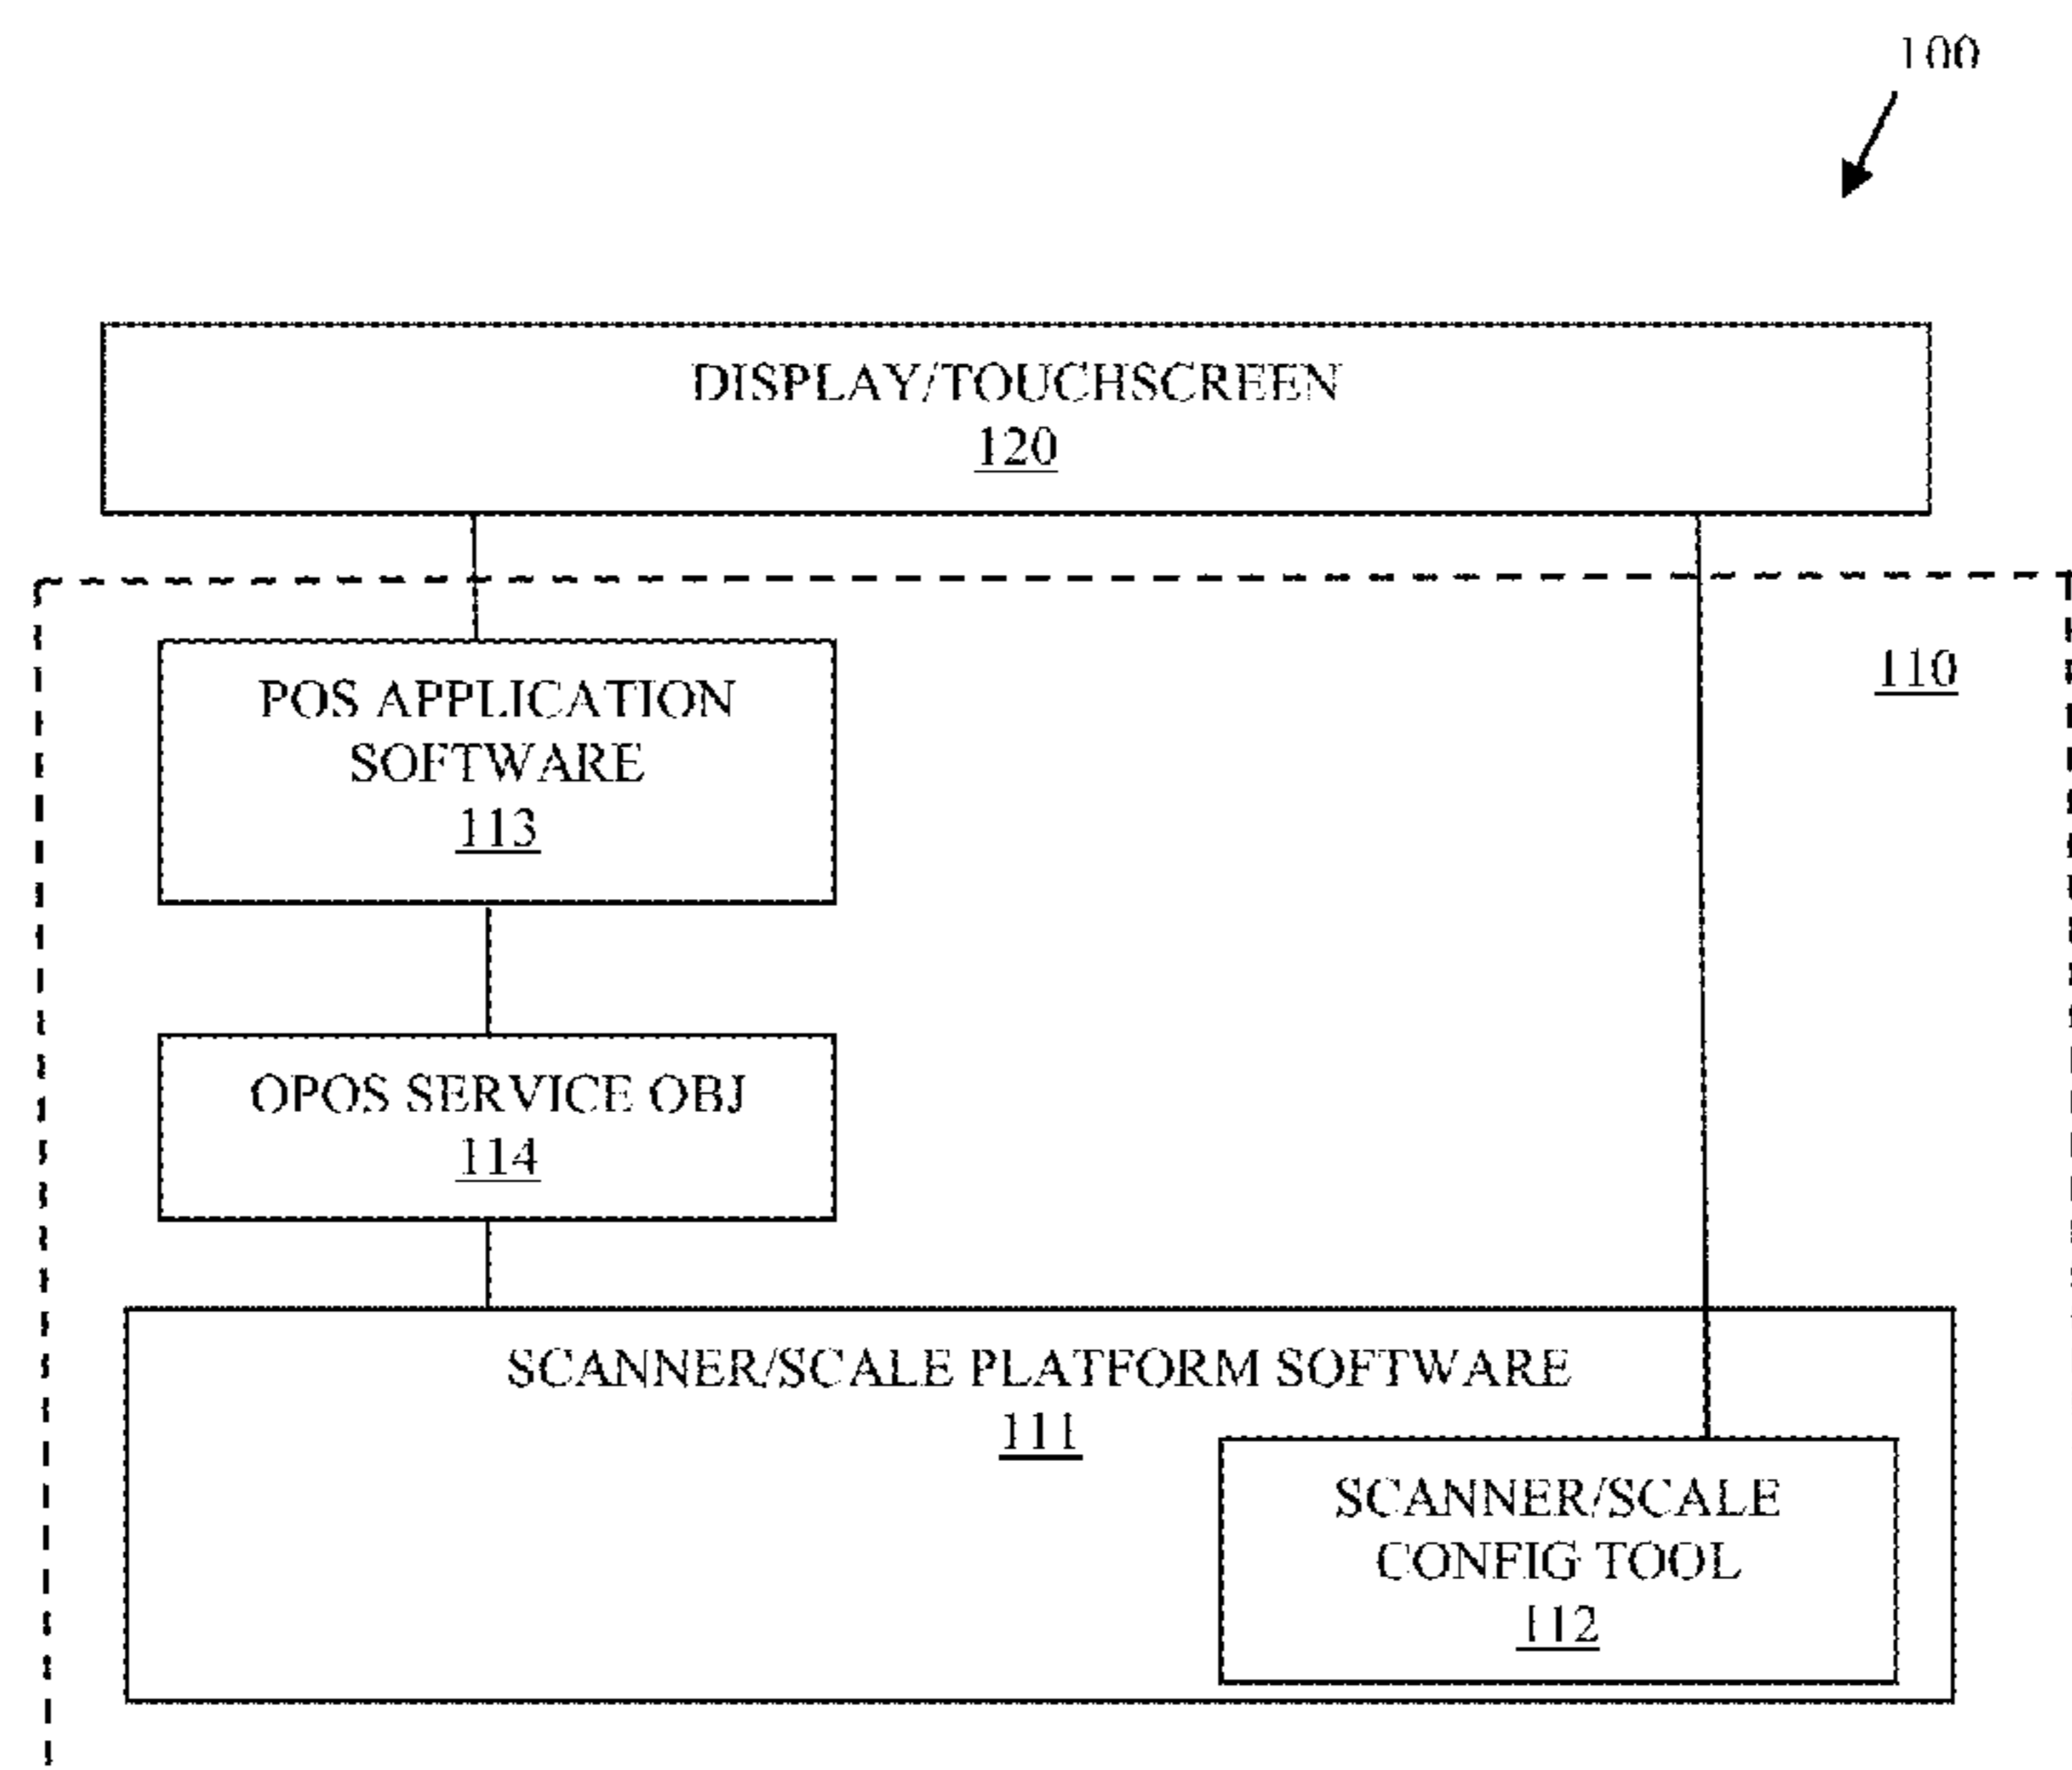 100
DISPLAY/TOUCHSCREEN
120
110
POS APPLICATION
SOFTWARE
113
OPOS SERVICE OBJ
114
SCANNER/SCALE PLATFORM SOFTWARE
111
SCANNER/SCALE
CONFIG TOOL
112